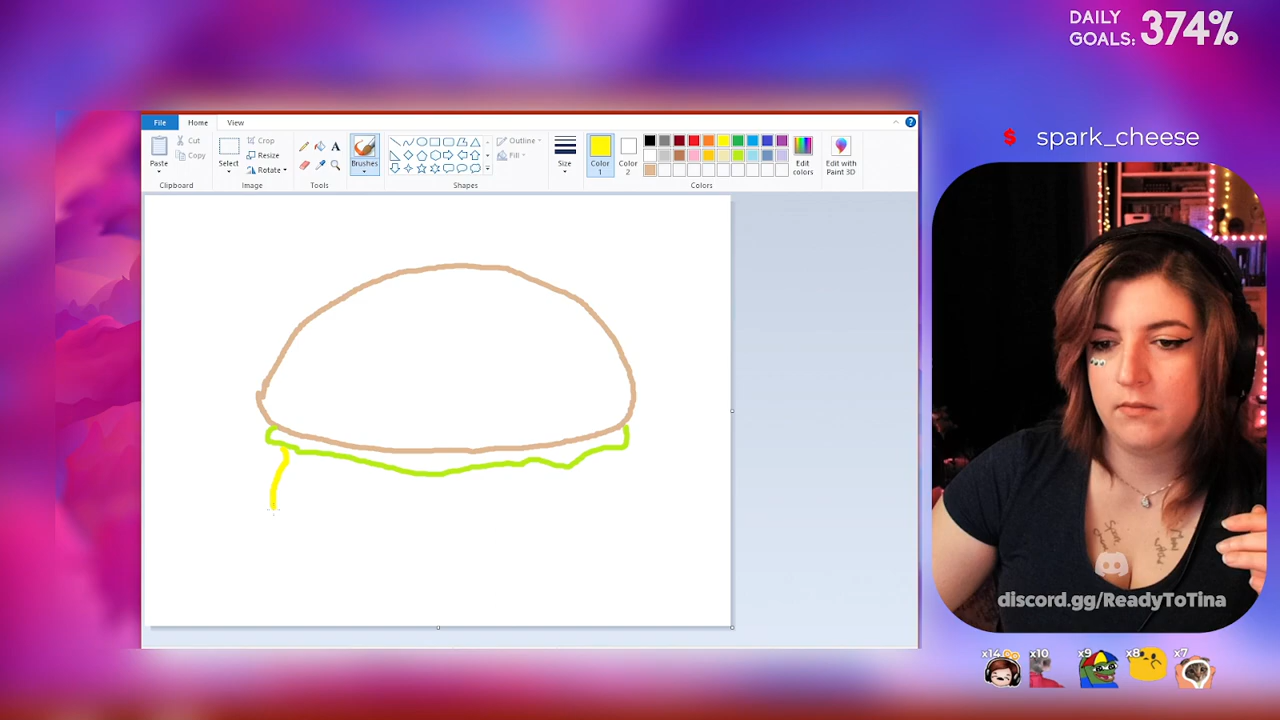 DAILY
GOALS: 374%
$ spark_cheese
File Home View
Paste
Cut
Copy
Clipboard
Select
Crop
Resize
Rotate
Image
A
Tools
Brushes
Outline
Fill
Shapes
Size
Color
1
Color
2
Edit
colors
Colors
Edit with
Paint 3D
discord.gg/ReadyToTina
x14 x10 x9 x8 x7